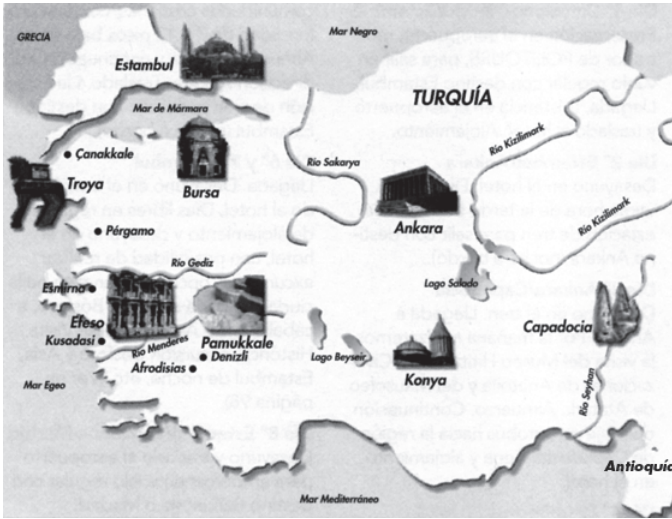 GRECIA
Mar Negro
Estambul
TURQUÍA
Mar de Mármara
Río Kizilimark
Çanakkale
Río Sakarya
Troya
Bursa
Río Kizilimark
Ankara
Pérgamo
Río Gediz
Lago Salado
Esmirna
Efeso
Capadocia
Kusadasi
Río Menderes
Pamukkale
Denizli
Lago Beyseir
Afrodisias
Konya
Mar Egeo
Río Seyhan
Antioquía
Mar Mediterráneo